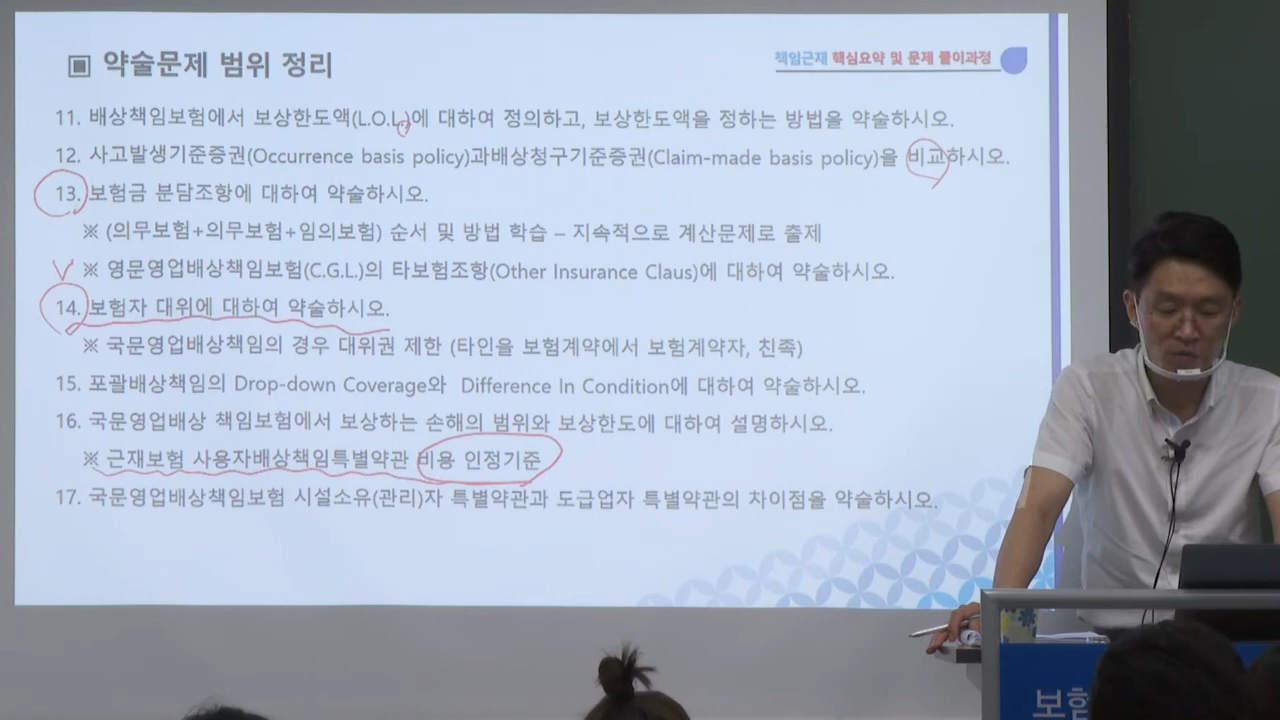 ▣ 약술문제 범위 정리
책임근재 핵심요약 및 문제 풀이과정
11. 배상책임보험에서 보상한도액(L.O.L.)에 대하여 정의하고, 보상한도액을 정하는 방법을 약술하시오.
12. 사고발생기준증권(Occurrence basis policy)과배상청구기준증권(Claim-made basis policy)을 비교하시오.
13. 보험금 분담조항에 대하여 약술하시오.
※ (의무보험+의무보험+임의보험) 순서 및 방법 학습 – 지속적으로 계산문제로 출제
V ※ 영문영업배상책임보험(C.G.L.)의 타보험조항(Other Insurance Claus)에 대하여 약술하시오.
14. 보험자 대위에 대하여 약술하시오.
※ 국문영업배상책임의 경우 대위권 제한 (타인을 보험계약에서 보험계약자, 친족)
15. 포괄배상책임의 Drop-down Coverage와 Difference In Condition에 대하여 약술하시오.
16. 국문영업배상 책임보험에서 보상하는 손해의 범위와 보상한도에 대하여 설명하시오.
※ 근재보험 사용자배상책임특별약관 비용 인정기준
17. 국문영업배상책임보험 시설소유(관리)자 특별약관과 도급업자 특별약관의 차이점을 약술하시오.
보험